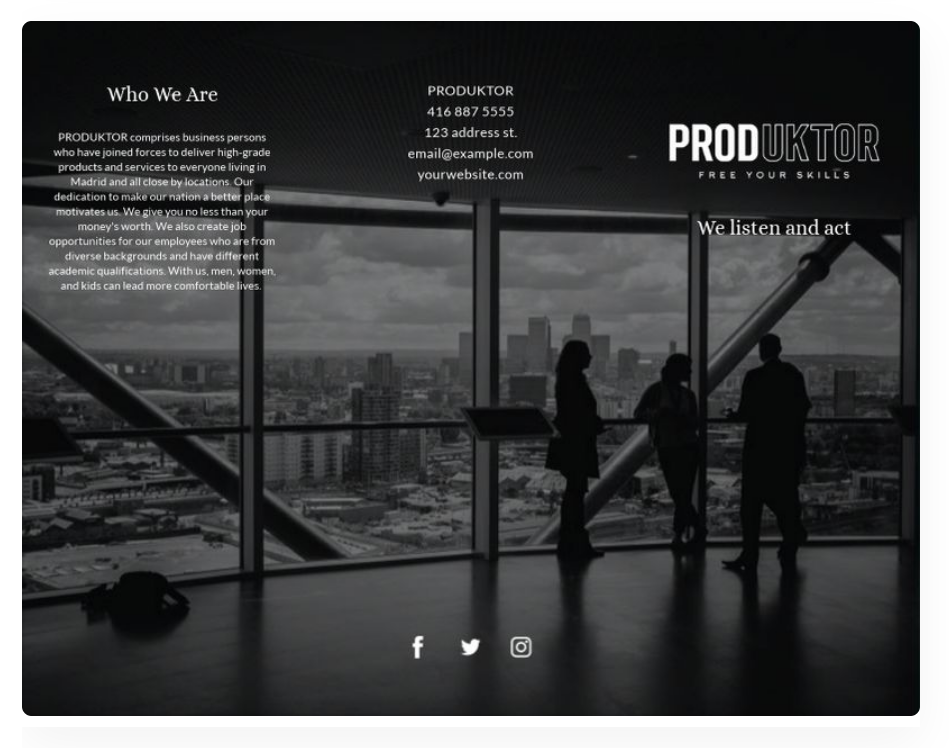 Who We Are
PRODUKTOR comprises business persons
who have joined forces to deliver high-grade
products and services to everyone living in
Madrid and all close by locations. Our
dedication to make our nation a better place
motivates us. We give you no less than your
money's worth. We also create job
opportunities for our employees who are from
diverse backgrounds and have different
academic qualifications. With us, men, women,
and kids can lead more comfortable lives.
PRODUKTOR
416 887 5555
123 address st.
email@example.com
yourwebsite.com
PRODUKTOR
FREE YOUR SKILLS
We listen and act